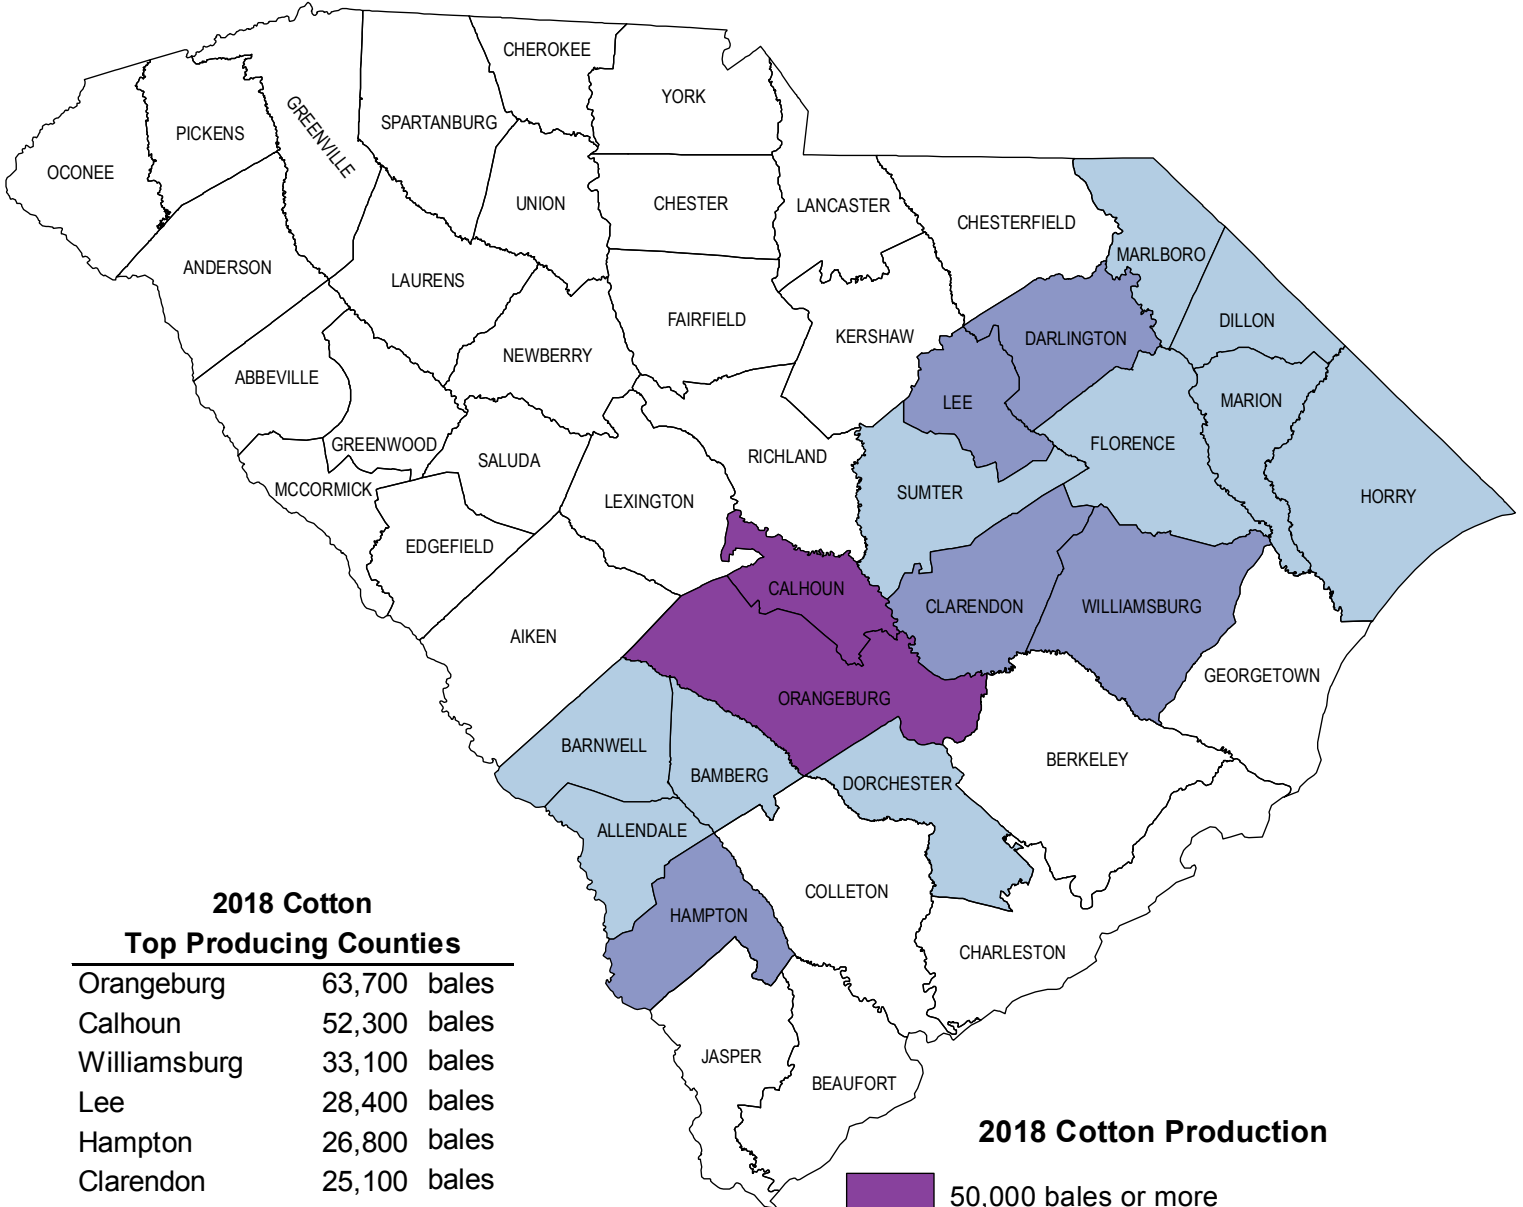 CHEROKEE
YORK
GREENVILLE
SPARTANBURG
PICKENS
OCONEE
UNION
CHESTER
LANCASTER
CHESTERFIELD
MARLBORO
ANDERSON
LAURENS
FAIRFIELD
KERSHAW
DARLINGTON
DILLON
NEWBERRY
ABBEVILLE
LEE
MARION
GREENWOOD
SALUDA
RICHLAND
FLORENCE
MCCORMICK
LEXINGTON
SUMTER
HORRY
EDGEFIELD
CALHOUN
CLARENDON
WILLIAMSBURG
AIKEN
GEORGETOWN
ORANGEBURG
BARNWELL
BAMBERG
DORCHESTER
BERKELEY
ALLENDALE
COLLETON
HAMPTON
CHARLESTON
JASPER
BEAUFORT
2018 Cotton
Top Producing Counties
Orangeburg 63,700 bales
Calhoun 52,300 bales
Williamsburg 33,100 bales
Lee 28,400 bales
Hampton 26,800 bales
Clarendon 25,100 bales
2018 Cotton Production
50,000 bales or more